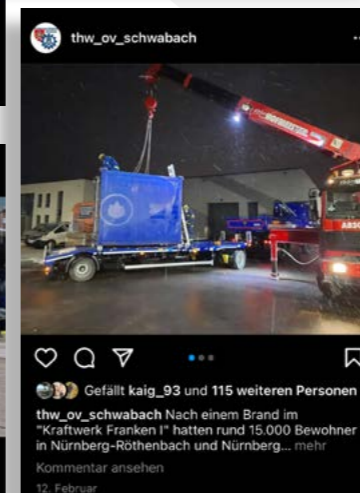 thw_ov_schwabach
Gefällt kaig_93 und 115 weiteren Personen
thw_ov_schwabach Nach einem Brand im
"Kraftwerk Franken I" hatten rund 15.000 Bewohner
in Nürnberg-Röthenbach und Nürnberg... mehr
Kommentar ansehen
12. Februar